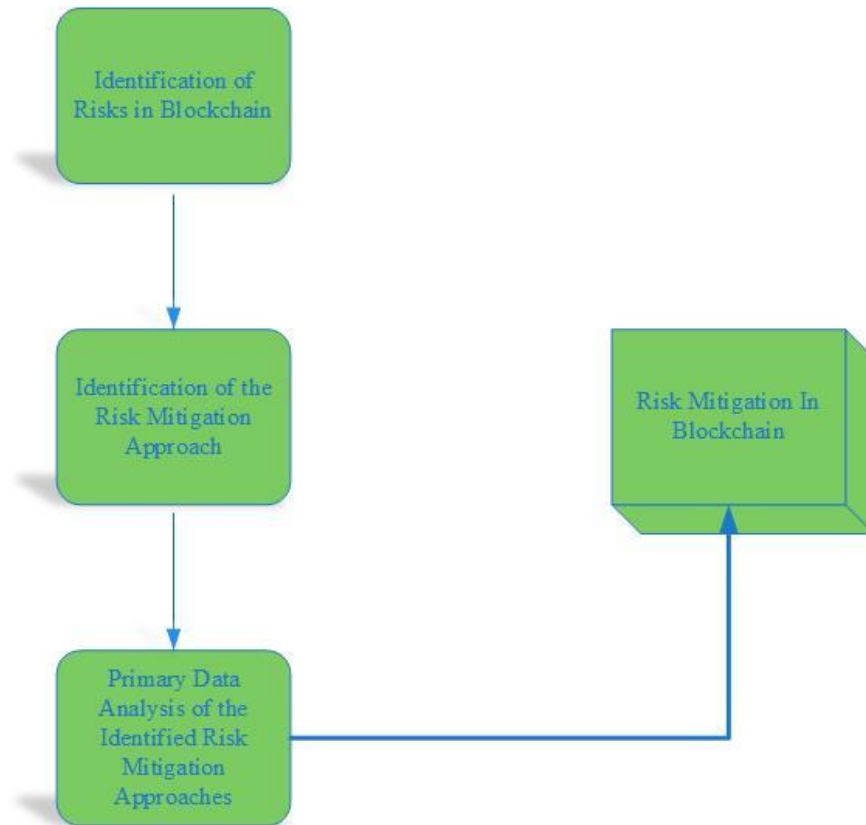 Identification of
Risks in Blockchain
Identification of the
Risk Mitigation
Approach
Risk Mitigation In
Blockchain
Primary Data
Analysis of the
Identified Risk
Mitigation
Approaches